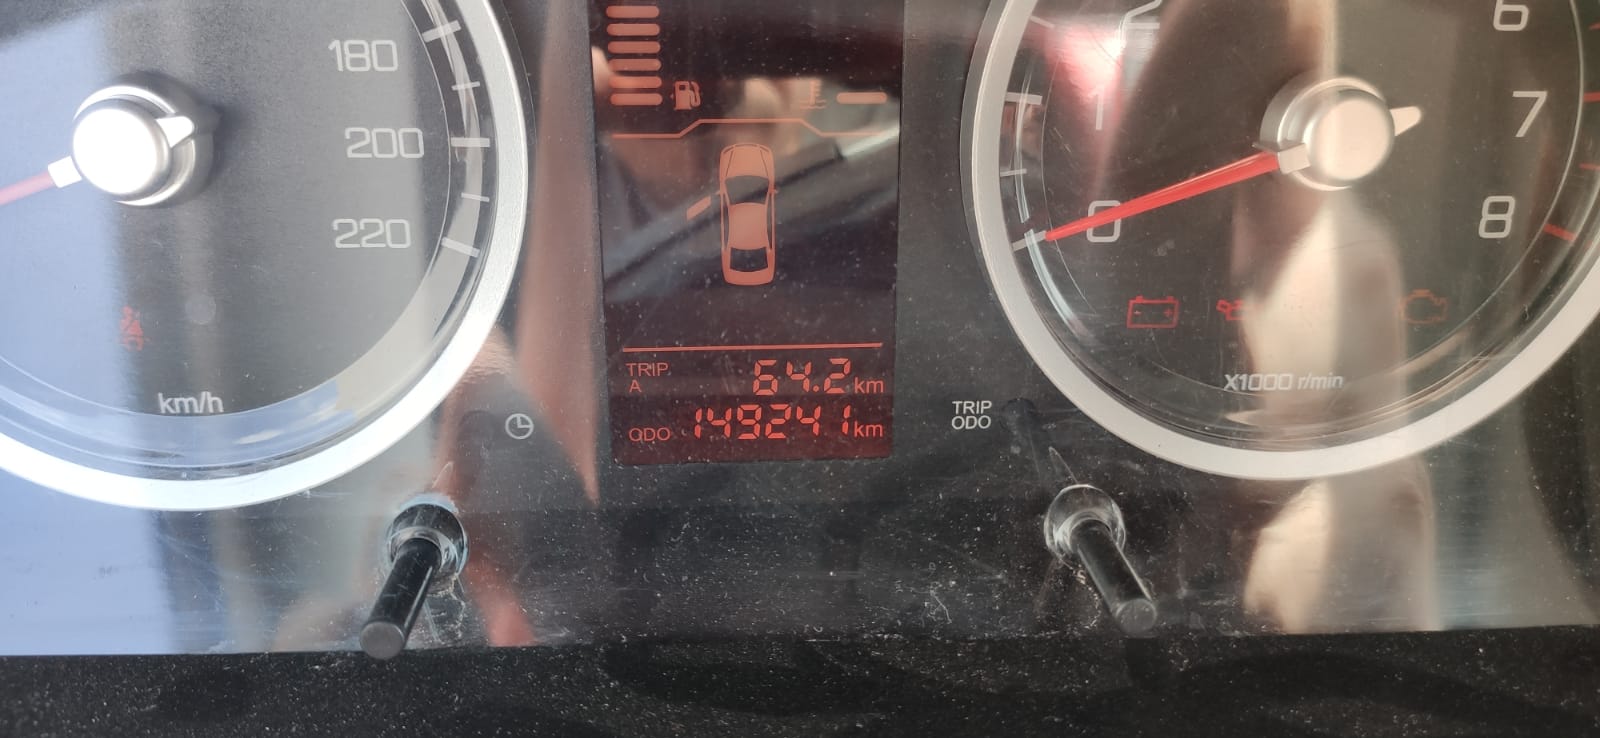 180
200
220
km/h
TRIP A 64.2 km
ODO 149241 km
TRIP
ODO
1
0
6
7
8
X1000 r/min